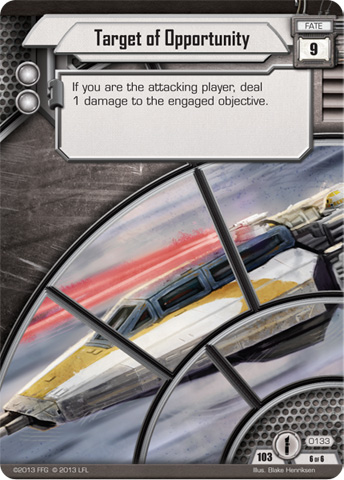 Target of Opportunity
FATE
9
If you are the attacking player, deal
1 damage to the engaged objective.
0133
103
6 OF 6
©2013 FFG © 2013 LFL
Illus. Blake Henriksen